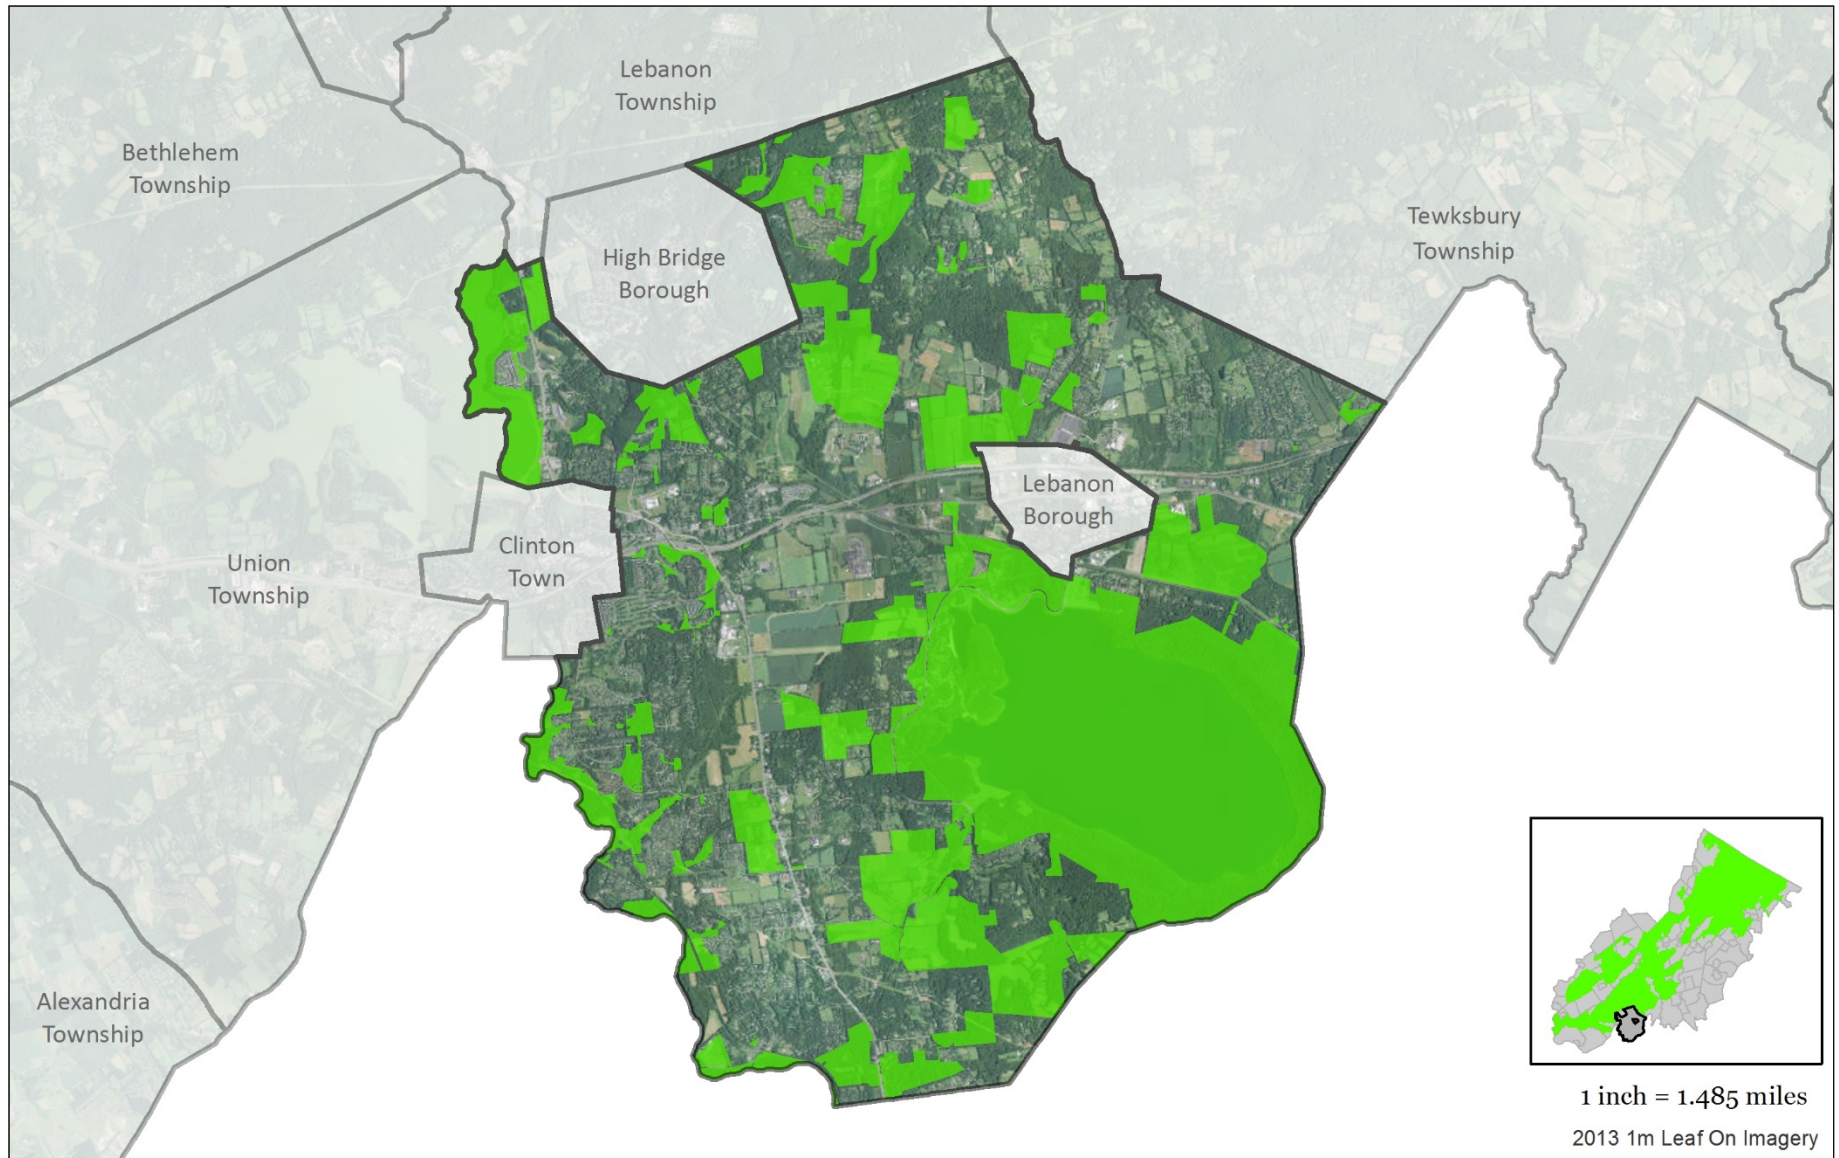 Lebanon
Township
Bethlehem
Township
Tewksbury
Township
High Bridge
Borough
Lebanon
Borough
Clinton
Town
Union
Township
Alexandria
Township
1 inch = 1.485 miles
2013 1m Leaf On Imagery